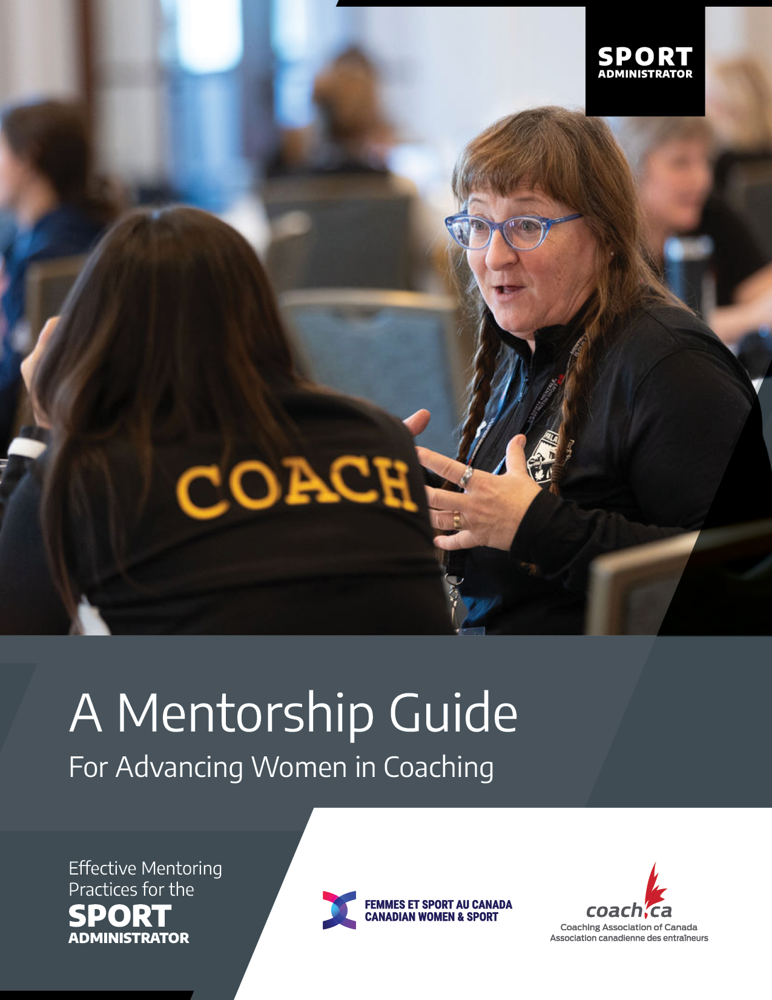 SPORT
ADMINISTRATOR
COACH
A Mentorship Guide
For Advancing Women in Coaching
Effective Mentoring
Practices for the
SPORT
ADMINISTRATOR
FEMMES ET SPORT AU CANADA
CANADIAN WOMEN & SPORT
coach.ca
Coaching Association of Canada
Association canadienne des entraîneurs